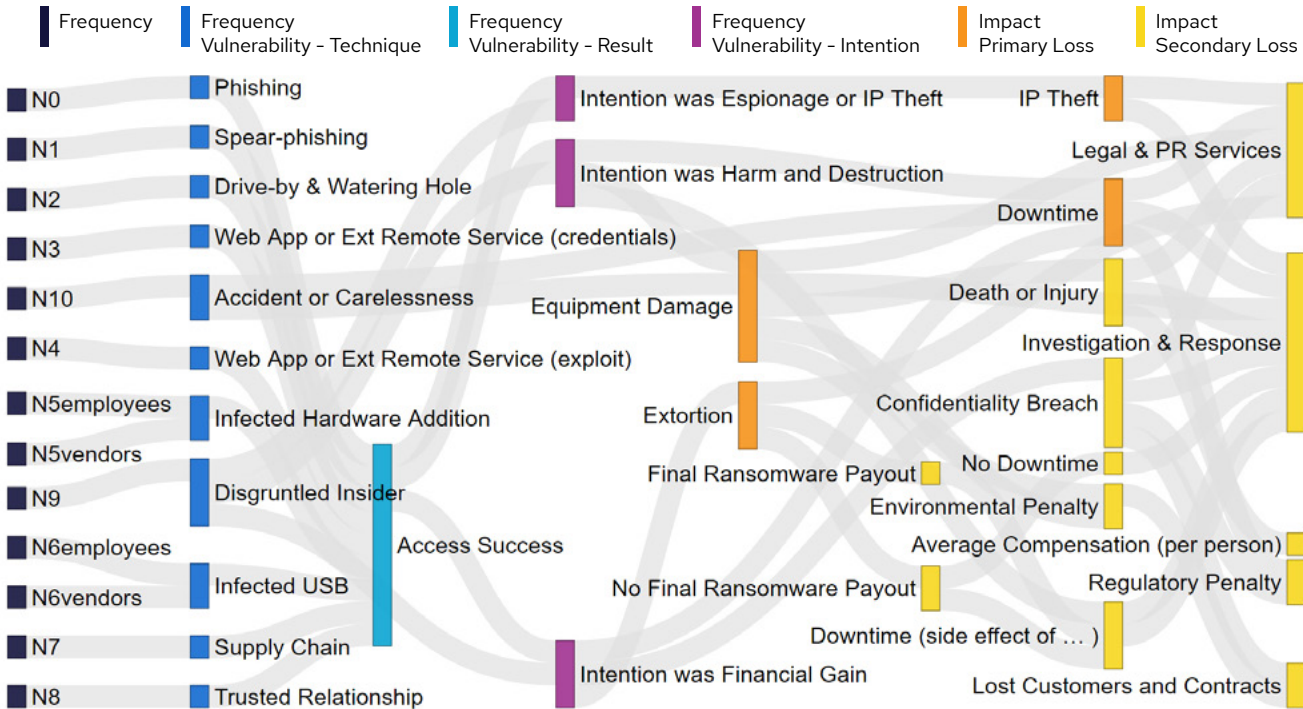 Frequency
Frequency
Vulnerability - Technique
Frequency
Vulnerability - Result
Frequency
Vulnerability - Intention
Impact
Primary Loss
Impact
Secondary Loss
N0
N1
N2
N3
N10
N4
N5employees
N5vendors
N9
N6employees
N6vendors
N7
N8
Phishing
Spear-phishing
Drive-by & Watering Hole
Web App or Ext Remote Service (credentials)
Accident or Carelessness
Web App or Ext Remote Service (exploit)
Infected Hardware Addition
Disgruntled Insider
Infected USB
Supply Chain
Trusted Relationship
Access Success
Intention was Espionage or IP Theft
Intention was Harm and Destruction
Intention was Financial Gain
Equipment Damage
Extortion
Final Ransomware Payout
No Final Ransomware Payout
IP Theft
Downtime
Death or Injury
Confidentiality Breach
No Downtime
Environmental Penalty
Downtime (side effect of ... )
Legal & PR Services
Investigation & Response
Average Compensation (per person)
Regulatory Penalty
Lost Customers and Contracts